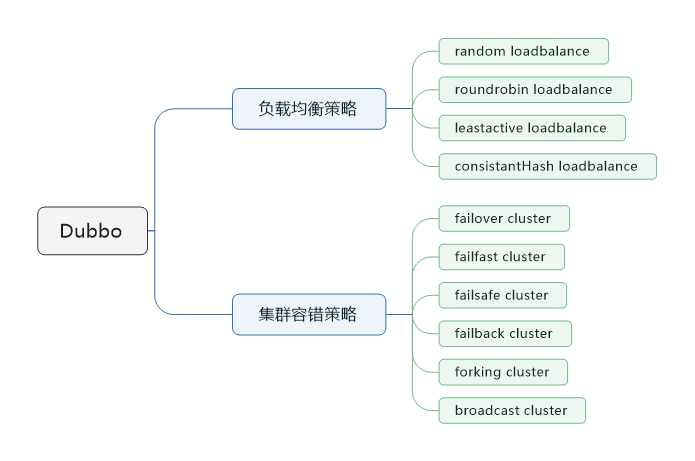 Dubbo
负载均衡策略
random loadbalance
roundrobin loadbalance
leastactive loadbalance
consistantHash loadbalance
集群容错策略
failover cluster
failfast cluster
failsafe cluster
failback cluster
forking cluster
broadcast cluster